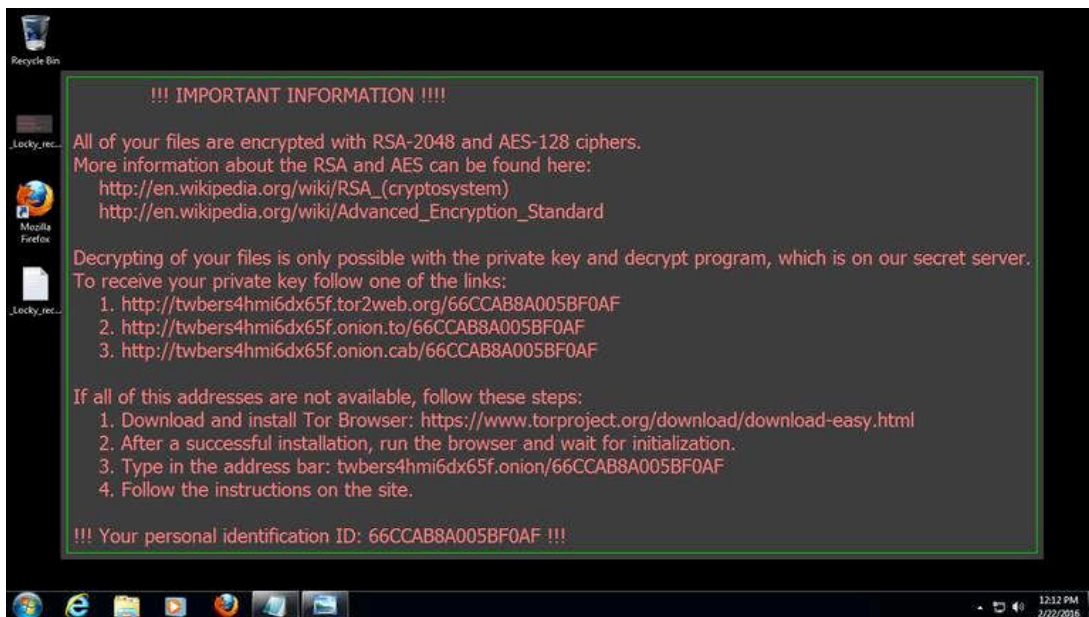 Recycle Bin
!!! IMPORTANT INFORMATION !!!!
_Locky_rec...
All of your files are encrypted with RSA-2048 and AES-128 ciphers.
More information about the RSA and AES can be found here:
http://en.wikipedia.org/wiki/RSA_(cryptosystem)
http://en.wikipedia.org/wiki/Advanced_Encryption_Standard
Mozilla
Firefox
Decrypting of your files is only possible with the private key and decrypt program, which is on our secret server.
To receive your private key follow one of the links:
1. http://twbers4hmi6dx65f.tor2web.org/66CCAB8A005BF0AF
2. http://twbers4hmi6dx65f.onion.to/66CCAB8A005BF0AF
3. http://twbers4hmi6dx65f.onion.cab/66CCAB8A005BF0AF
_Locky_rec...
If all of this addresses are not available, follow these steps:
1. Download and install Tor Browser: https://www.torproject.org/download/download-easy.html
2. After a successful installation, run the browser and wait for initialization.
3. Type in the address bar: twbers4hmi6dx65f.onion/66CCAB8A005BF0AF
4. Follow the instructions on the site.
!!! Your personal identification ID: 66CCAB8A005BF0AF !!!
12:12 PM
2/22/2016